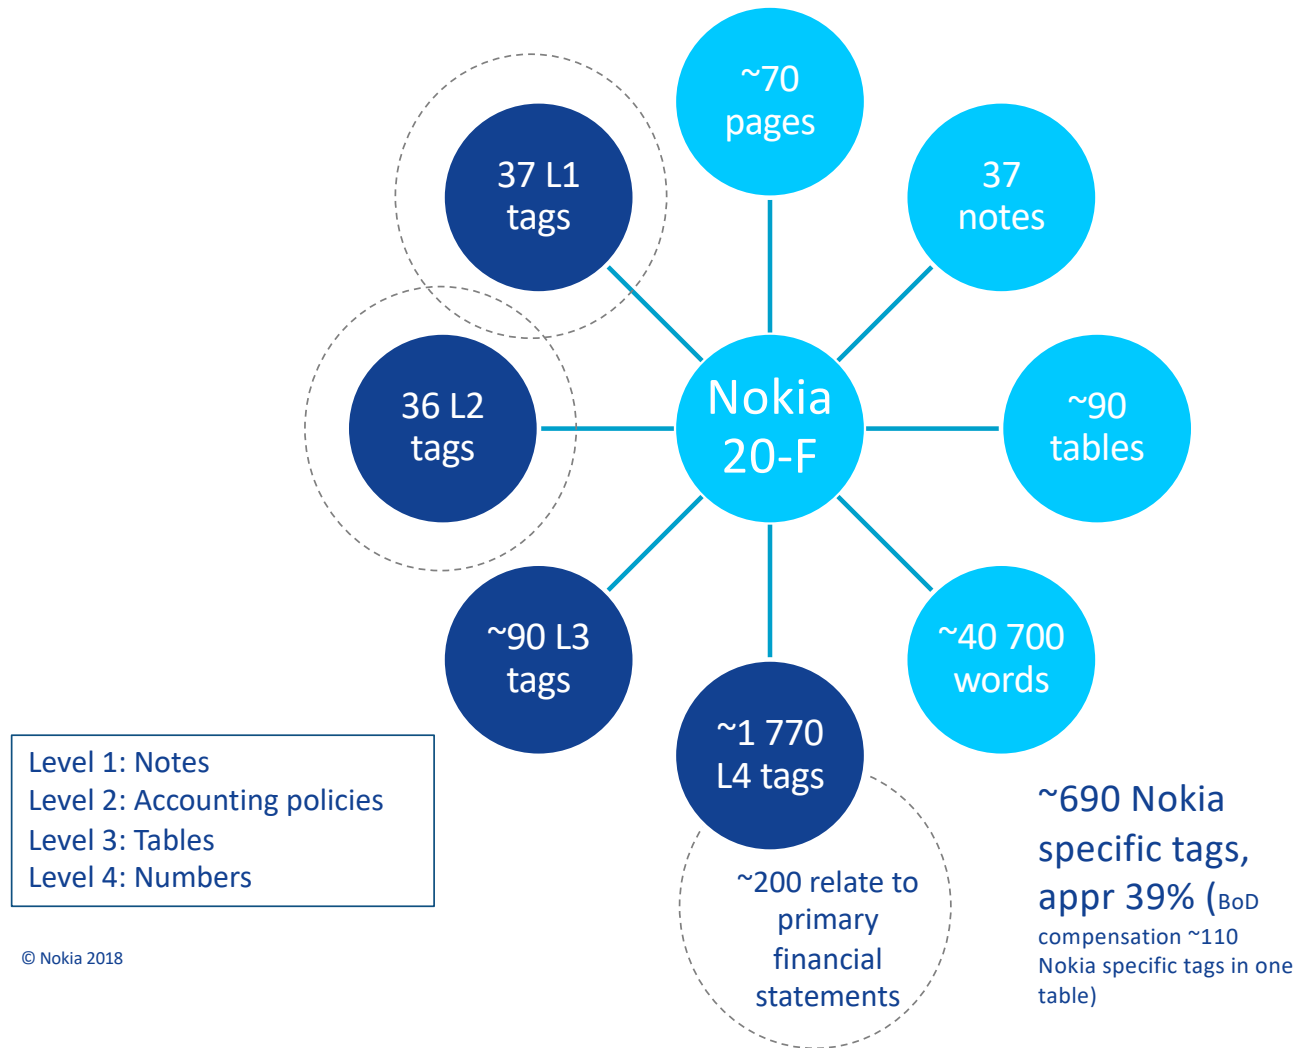 ~70
pages
37 L1
tags
37
notes
36 L2
tags
Nokia
20-F
~90
tables
~90 L3
tags
~40 700
words
~1 770
L4 tags
Level 1: Notes
Level 2: Accounting policies
Level 3: Tables
Level 4: Numbers
~200 relate to
primary
financial
statements
~690 Nokia
specific tags,
appr 39% (BoD
compensation ~110
Nokia specific tags in one
table)
© Nokia 2018